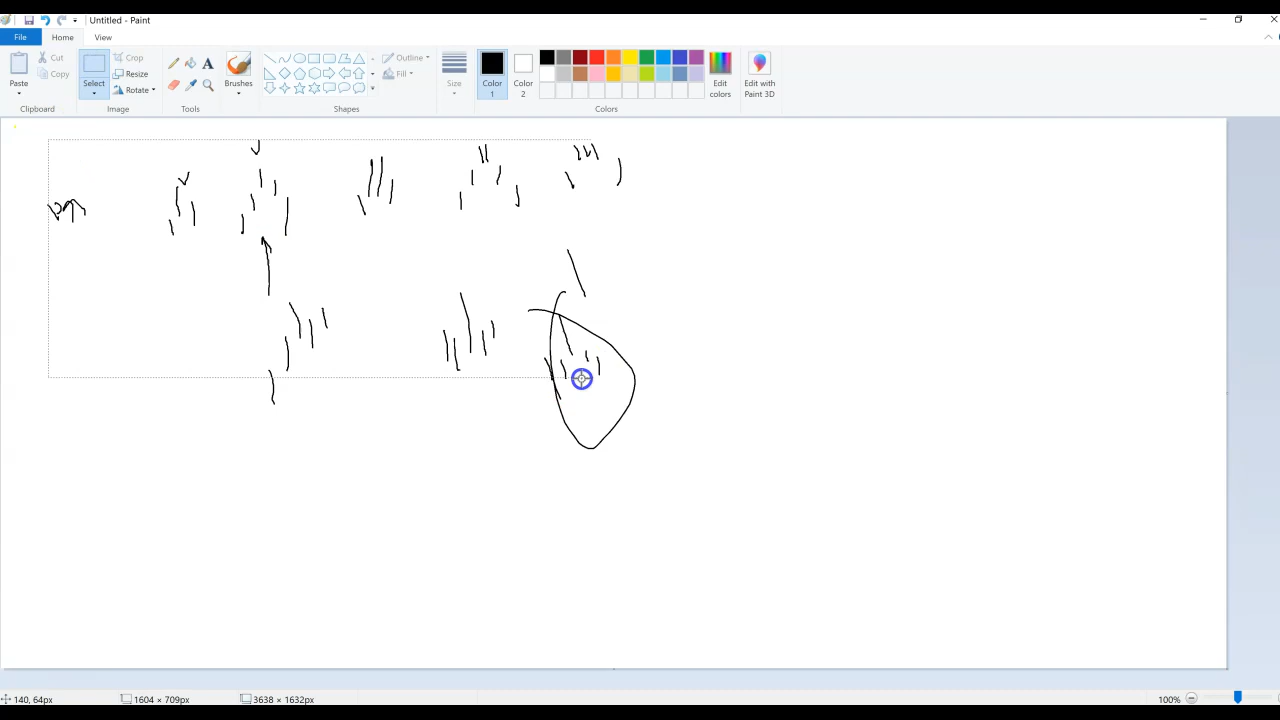 Untitled - Paint
File Home View
Paste Cut Copy
Clipboard
Select Crop Resize Rotate
Image
A
Tools
Brushes
Outline Fill
Shapes
Size
Color 1 Color 2 Edit colors Edit with Paint 3D
Colors
140, 64px 1604 × 709px 3638 × 1632px 100%